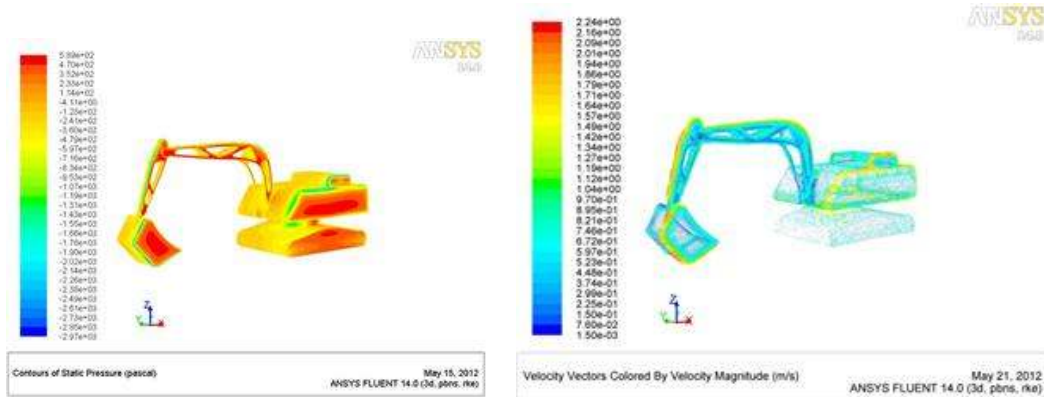 ANSYS
14.0
5.89e+02
4.70e+02
3.52e+02
2.33e+02
1.14e+02
-4.11e+00
-1.23e+02
-2.41e+02
-3.60e+02
-4.79e+02
-5.97e+02
-7.16e+02
-8.34e+02
-9.53e+02
-1.07e+03
-1.19e+03
-1.31e+03
-1.43e+03
-1.55e+03
-1.66e+03
-1.78e+03
-1.90e+03
-2.02e+03
-2.14e+03
-2.26e+03
-2.38e+03
-2.49e+03
-2.61e+03
-2.73e+03
-2.85e+03
-2.97e+03
Z
Y
X
Contours of Static Pressure (pascal)
May 15, 2012
ANSYS FLUENT 14.0 (3d, pbns, rke)
ANSYS
14.0
2.24e+00
2.16e+00
2.09e+00
2.01e+00
1.94e+00
1.86e+00
1.79e+00
1.71e+00
1.64e+00
1.57e+00
1.49e+00
1.42e+00
1.34e+00
1.27e+00
1.19e+00
1.12e+00
1.04e+00
9.70e-01
8.95e-01
8.21e-01
7.46e-01
6.72e-01
5.97e-01
5.23e-01
4.48e-01
3.74e-01
2.99e-01
2.25e-01
1.50e-01
7.60e-02
1.50e-03
Z
Y
X
Velocity Vectors Colored By Velocity Magnitude (m/s)
May 21, 2012
ANSYS FLUENT 14.0 (3d, pbns, rke)